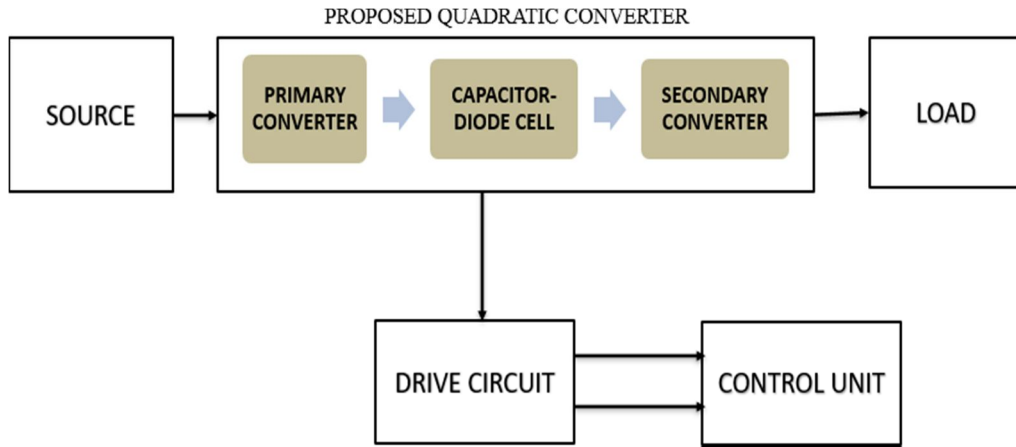 PROPOSED QUADRATIC CONVERTER
SOURCE
PRIMARY
CONVERTER
CAPACITOR-
DIODE CELL
SECONDARY
CONVERTER
LOAD
DRIVE CIRCUIT
CONTROL UNIT